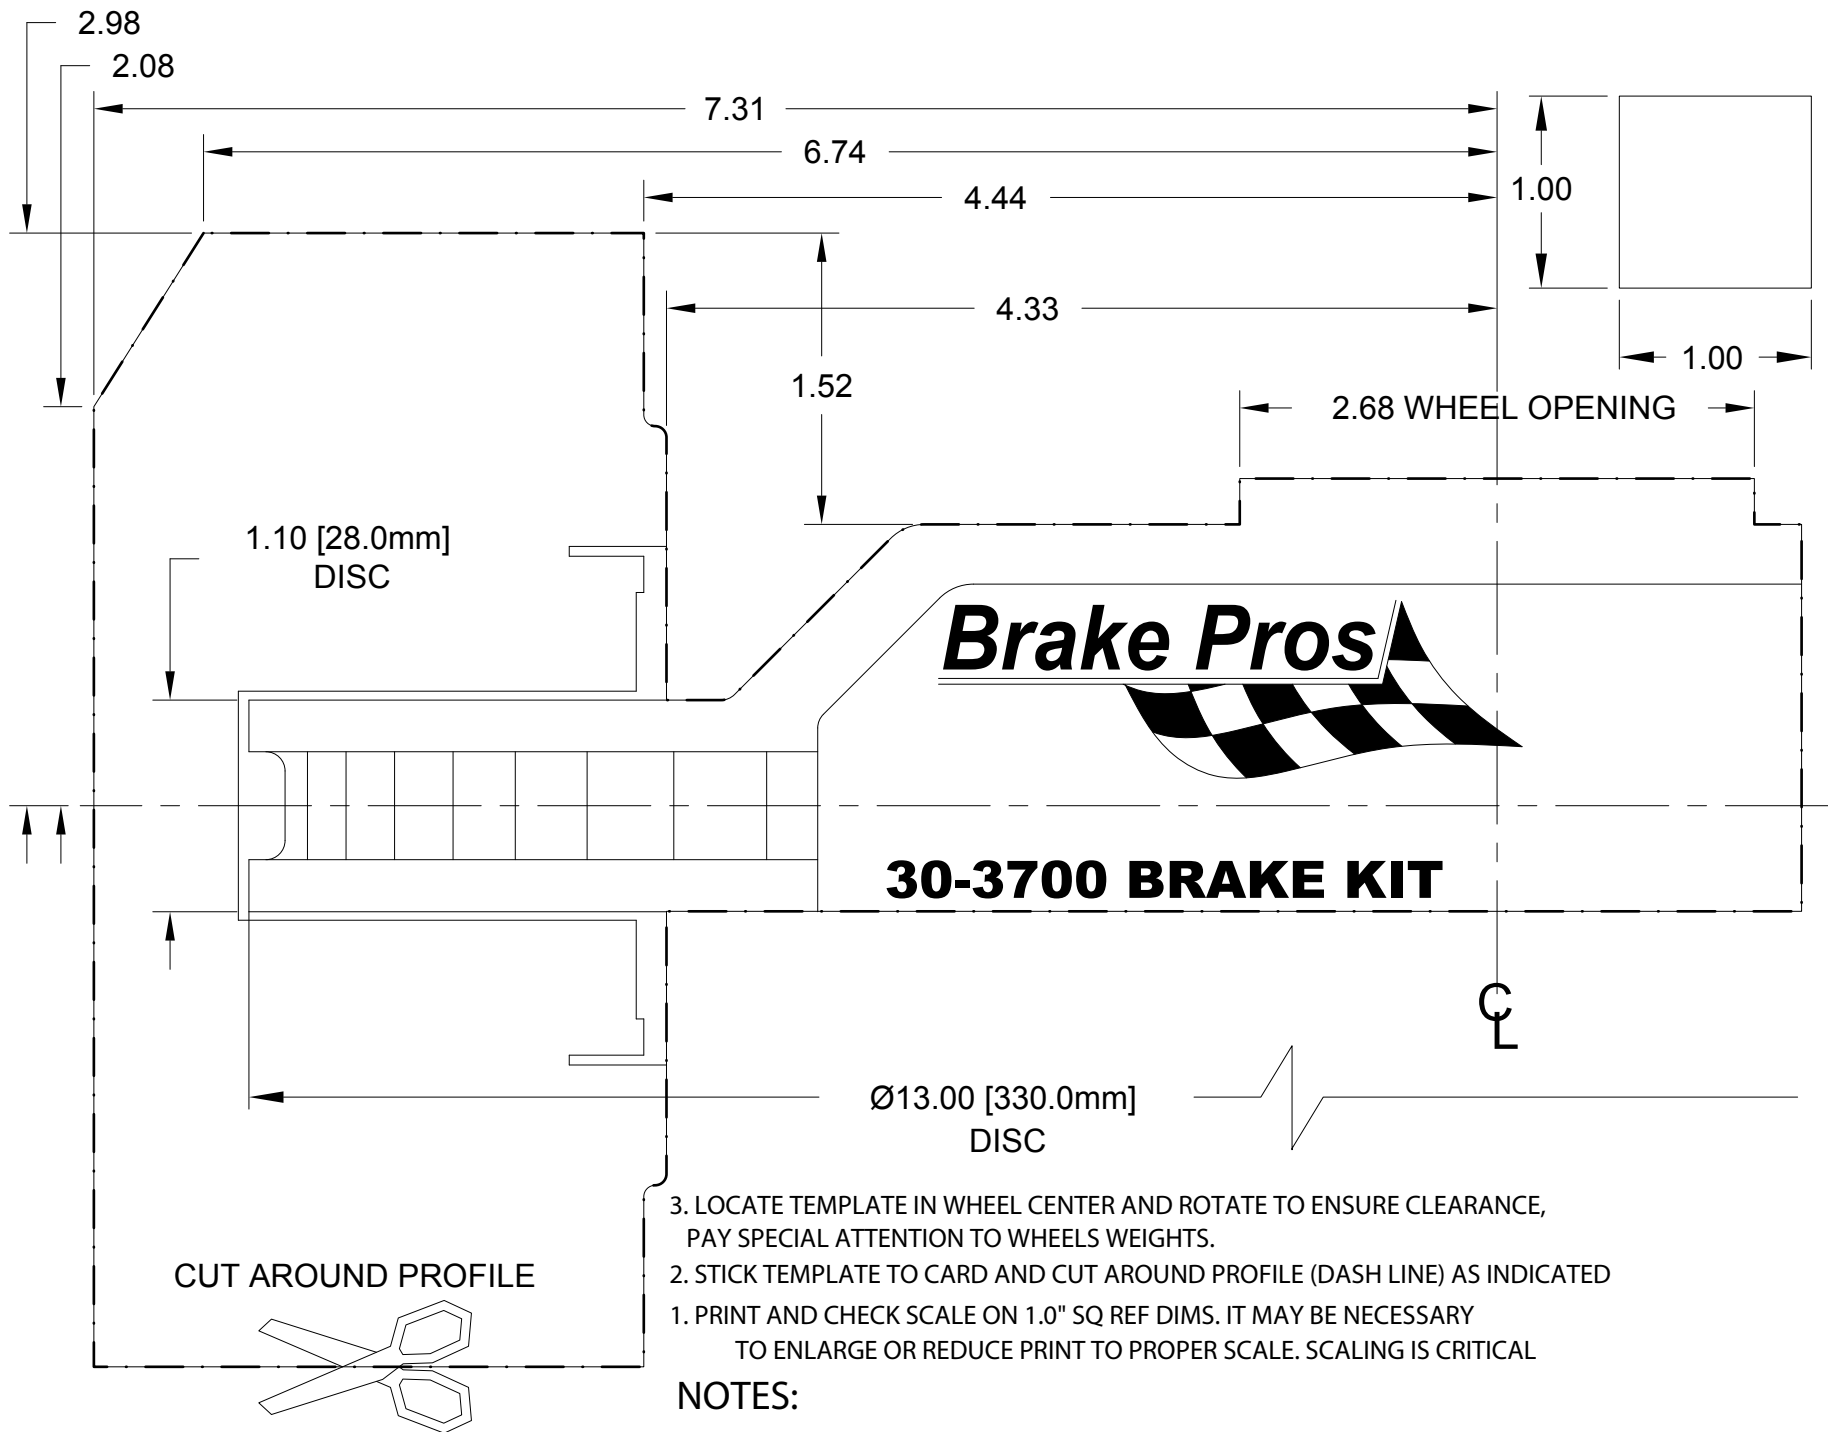 2.98
2.08
7.31
6.74
4.44
1.00
4.33
1.00
1.52
2.68 WHEEL OPENING
1.10 [28.0mm]
DISC
Brake Pros
30-3700 BRAKE KIT
CL
Ø13.00 [330.0mm]
DISC
3. LOCATE TEMPLATE IN WHEEL CENTER AND ROTATE TO ENSURE CLEARANCE,
PAY SPECIAL ATTENTION TO WHEELS WEIGHTS.
CUT AROUND PROFILE
2. STICK TEMPLATE TO CARD AND CUT AROUND PROFILE (DASH LINE) AS INDICATED
1. PRINT AND CHECK SCALE ON 1.0" SQ REF DIMS. IT MAY BE NECESSARY
TO ENLARGE OR REDUCE PRINT TO PROPER SCALE. SCALING IS CRITICAL
NOTES: